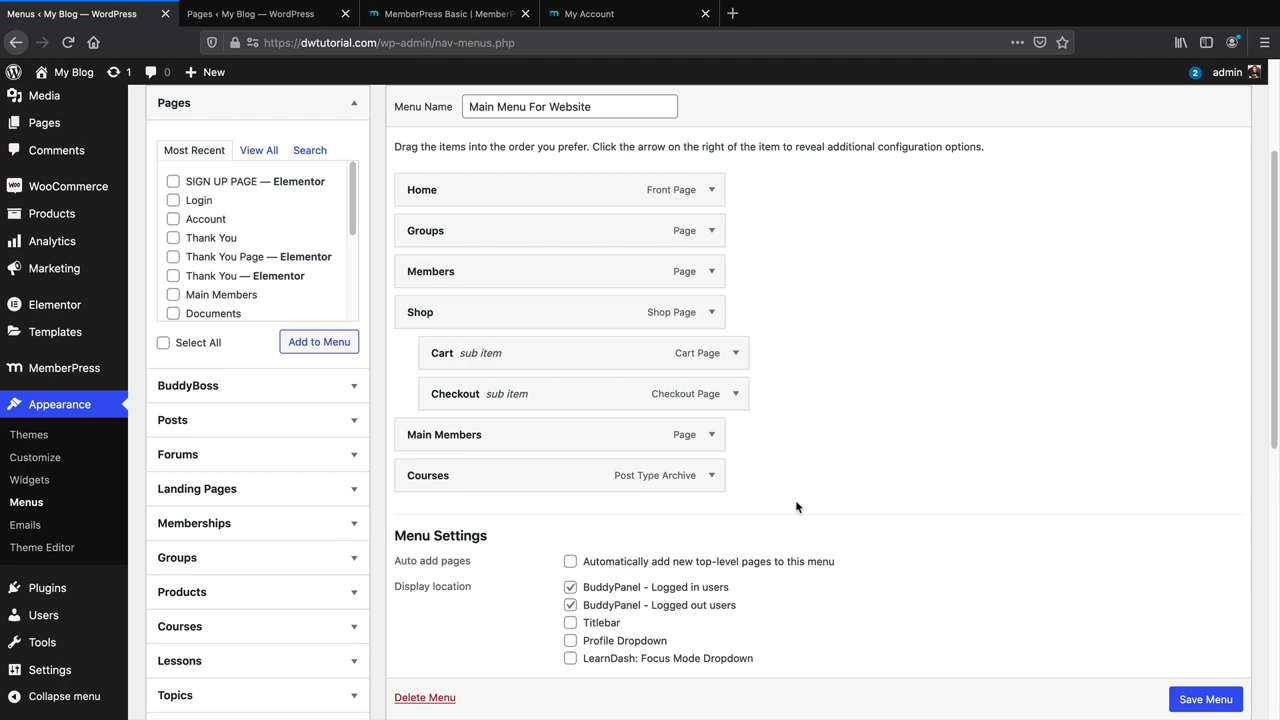 Menus ‹ My Blog — WordPress
Pages ‹ My Blog — WordPress
MemberPress Basic | MemberP
My Account
https://dwtutorial.com/wp-admin/nav-menus.php
My Blog
1
0
New
2
admin
Media
Pages
Comments
WooCommerce
Products
Analytics
Marketing
Elementor
Templates
MemberPress
Appearance
Themes
Customize
Widgets
Menus
Emails
Theme Editor
Plugins
Users
Tools
Settings
Collapse menu
Pages
Most Recent View All Search
SIGN UP PAGE — Elementor
Login
Account
Thank You
Thank You Page — Elementor
Thank You — Elementor
Main Members
Documents
Select All
Add to Menu
BuddyBoss
Posts
Forums
Landing Pages
Memberships
Groups
Products
Courses
Lessons
Topics
Menu Name Main Menu For Website
Drag the items into the order you prefer. Click the arrow on the right of the item to reveal additional configuration options.
Home Front Page
Groups Page
Members Page
Shop Shop Page
Cart sub item Cart Page
Checkout sub item Checkout Page
Main Members Page
Courses Post Type Archive
Menu Settings
Auto add pages Automatically add new top-level pages to this menu
Display location BuddyPanel - Logged in users
BuddyPanel - Logged out users
Titlebar
Profile Dropdown
LearnDash: Focus Mode Dropdown
Delete Menu
Save Menu